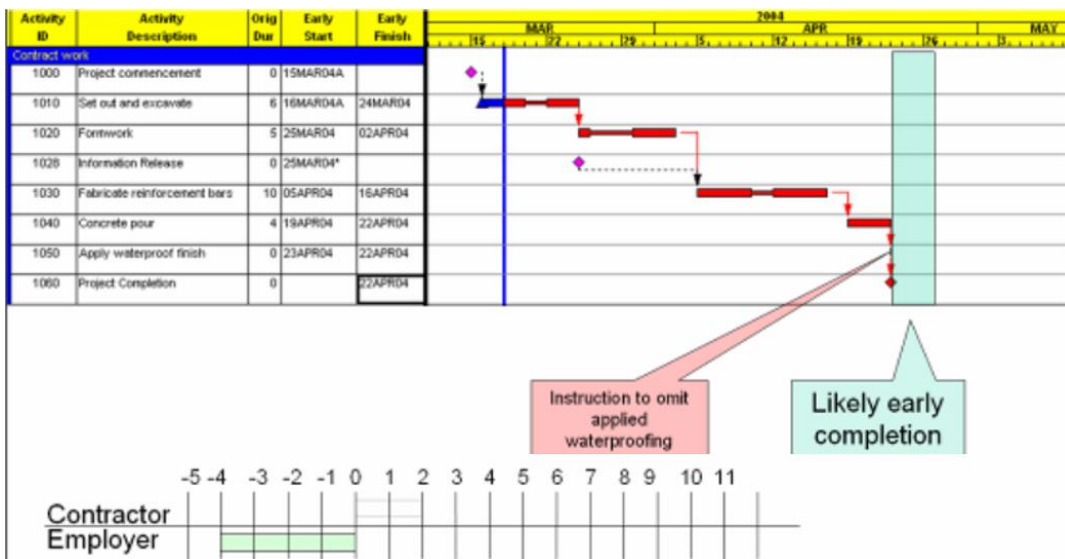 Activity ID Activity Description Orig Dur Early Start Early Finish
2004
MAR APR MAY
15 22 29 5 12 19 26 3
Contract work
1000 Project commencement 0 15MAR04A
1010 Set out and excavate 6 16MAR04A 24MAR04
1020 Formwork 5 25MAR04 02APR04
1028 Information Release 0 25MAR04*
1030 Fabricate reinforcement bars 10 05APR04 16APR04
1040 Concrete pour 4 19APR04 22APR04
1050 Apply waterproof finish 0 23APR04 22APR04
1060 Project Completion 0 22APR04
Instruction to omit
applied
waterproofing
Likely early
completion
-5 -4 -3 -2 -1 0 1 2 3 4 5 6 7 8 9 10 11
Contractor
Employer